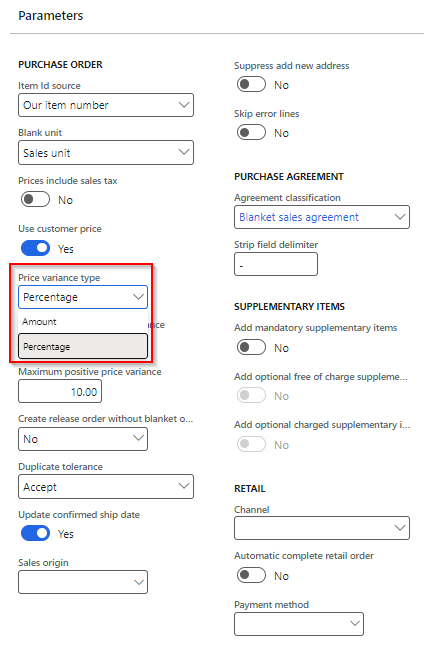 Parameters
PURCHASE ORDER
Item Id source
Our item number
Blank unit
Sales unit
Prices include sales tax
No
Use customer price
Yes
Price variance type
Percentage
Amount
Percentage
Maximum positive price variance
10.00
Create release order without blanket o...
No
Duplicate tolerance
Accept
Update confirmed ship date
Yes
Sales origin
Suppress add new address
No
Skip error lines
No
PURCHASE AGREEMENT
Agreement classification
Blanket sales agreement
Strip field delimiter
-
SUPPLEMENTARY ITEMS
Add mandatory supplementary items
No
Add optional free of charge suppleme...
No
Add optional charged supplementary i...
No
RETAIL
Channel
Automatic complete retail order
No
Payment method